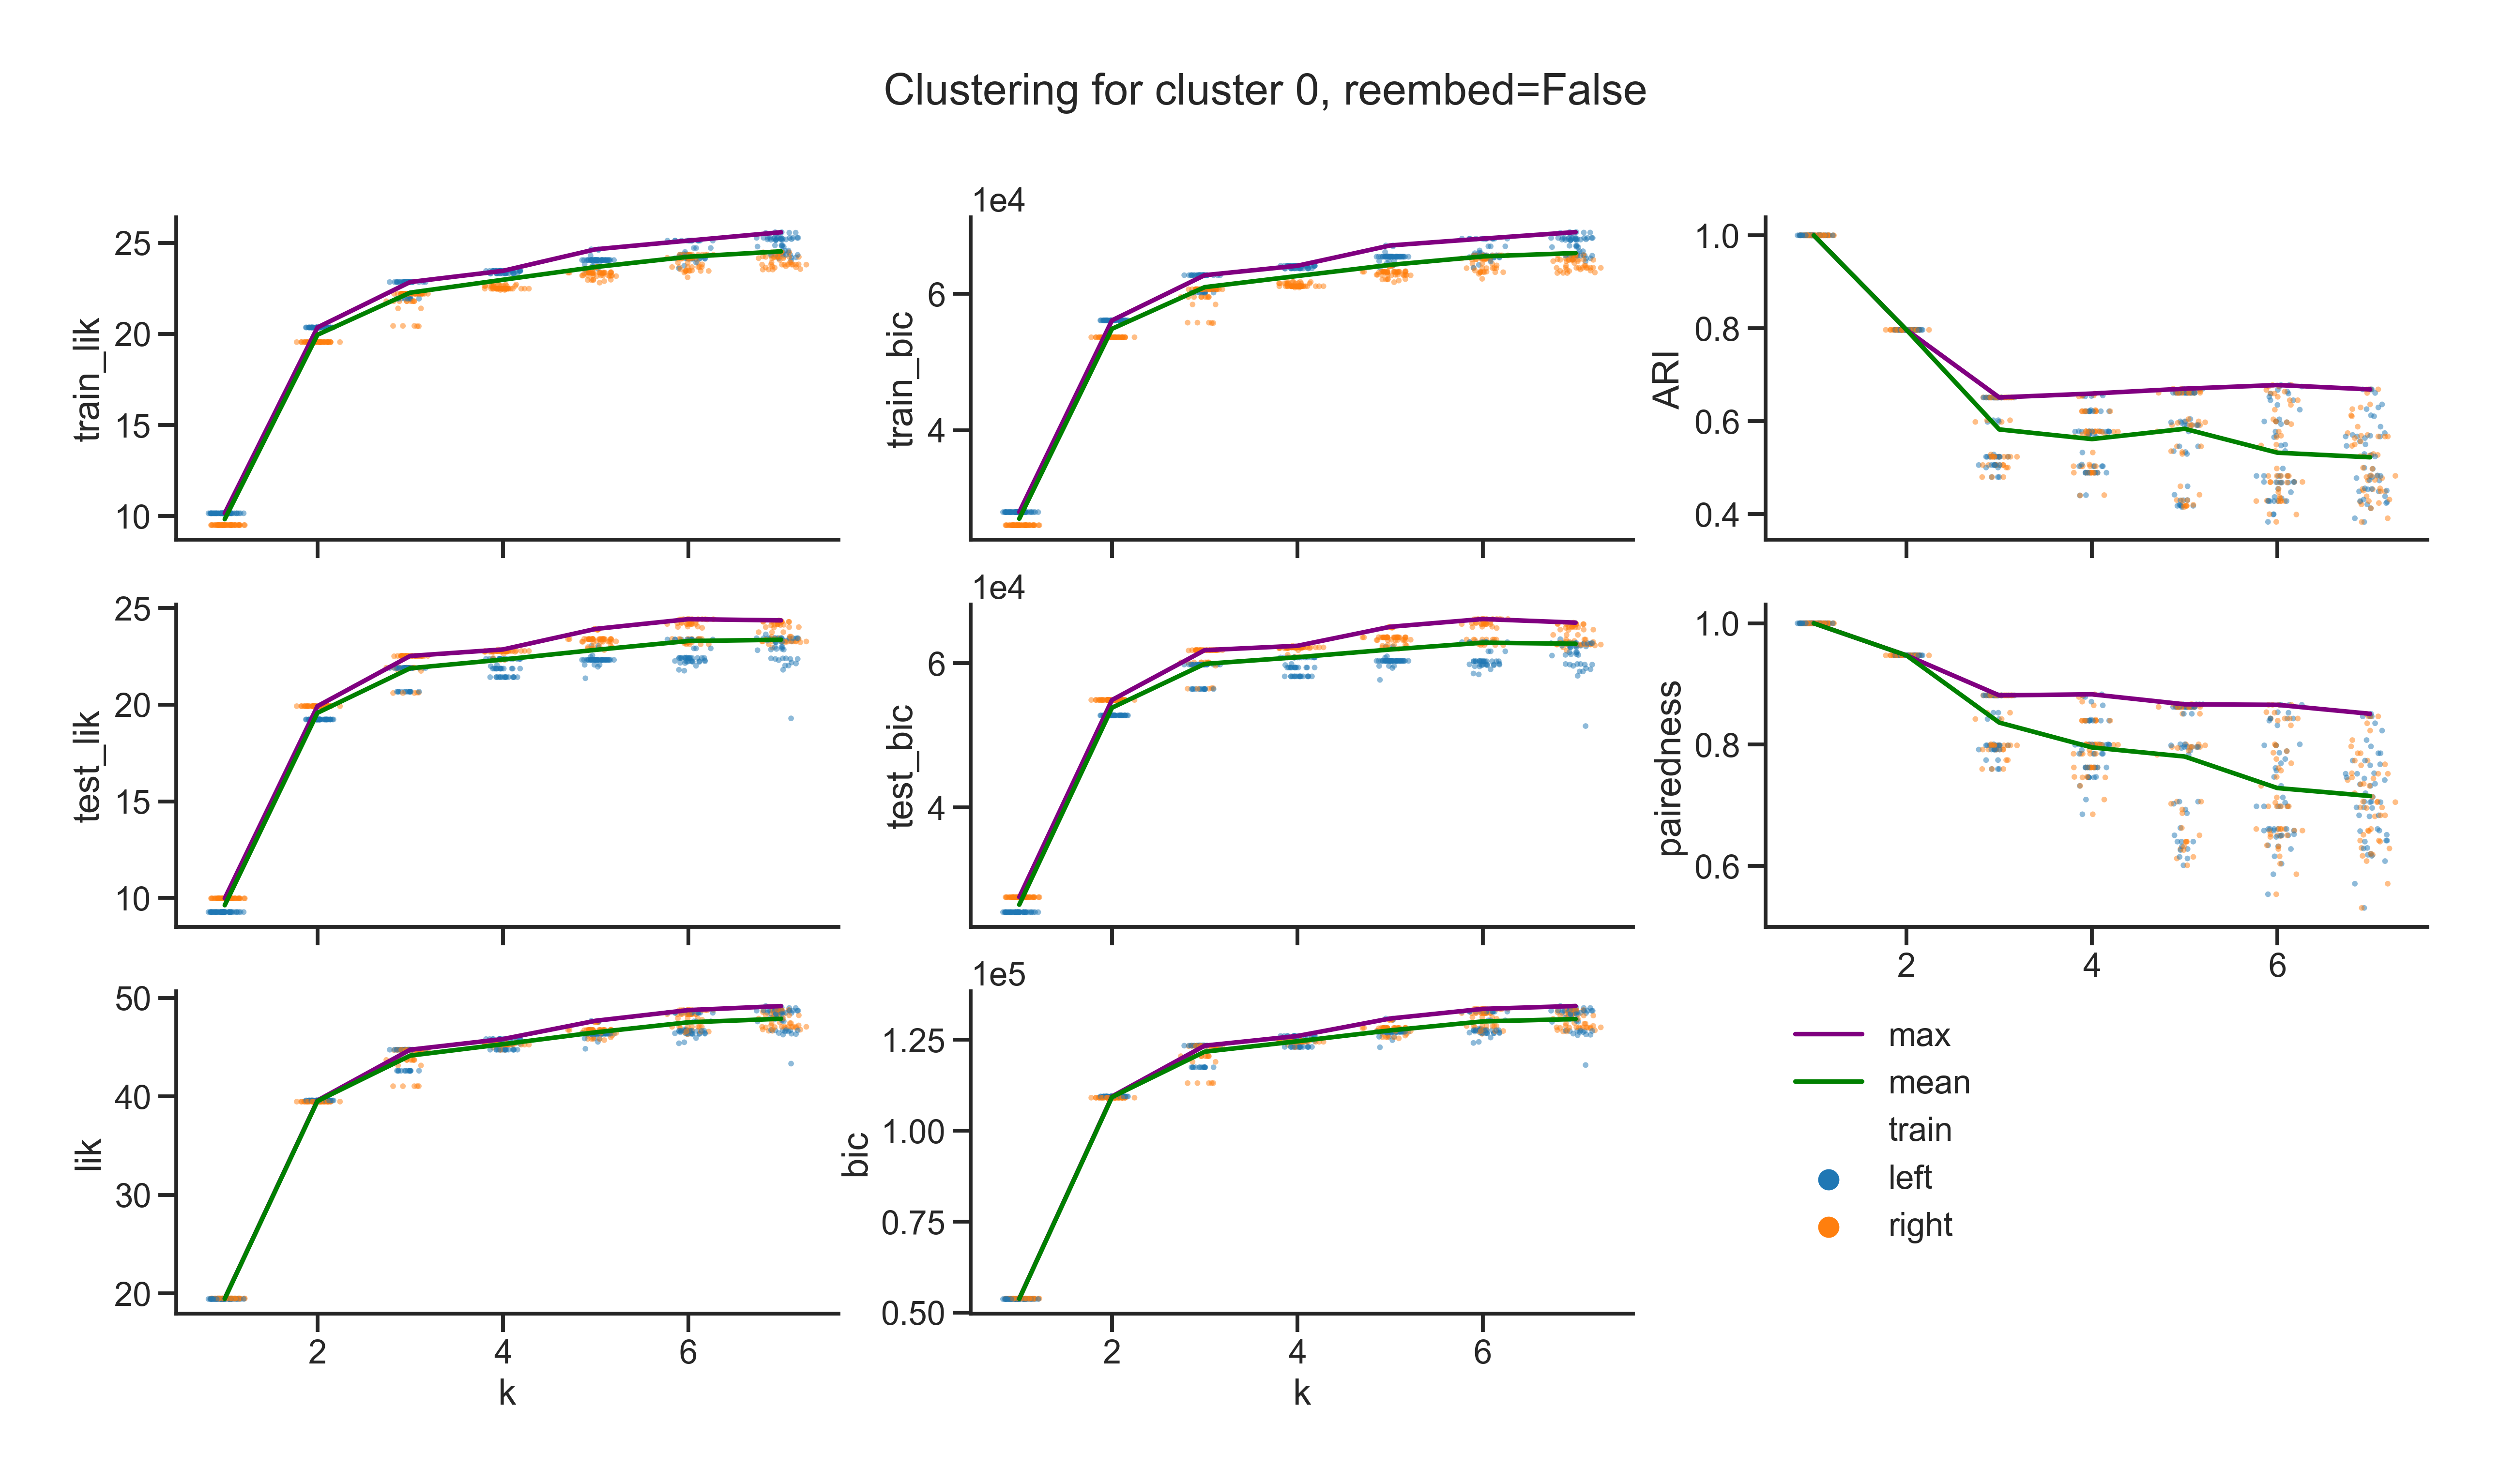 Clustering for cluster 0, reembed=False
25
20
15
10
train_lik
1e4
6
4
train_bic
1.0
0.8
0.6
0.4
ARI
25
20
15
10
test_lik
1e4
6
4
test_bic
1.0
0.8
0.6
pairedness
2
4
6
50
40
30
20
lik
2
4
6
k
1e5
1.25
1.00
0.75
0.50
bic
2
4
6
k
max
mean
train
left
right